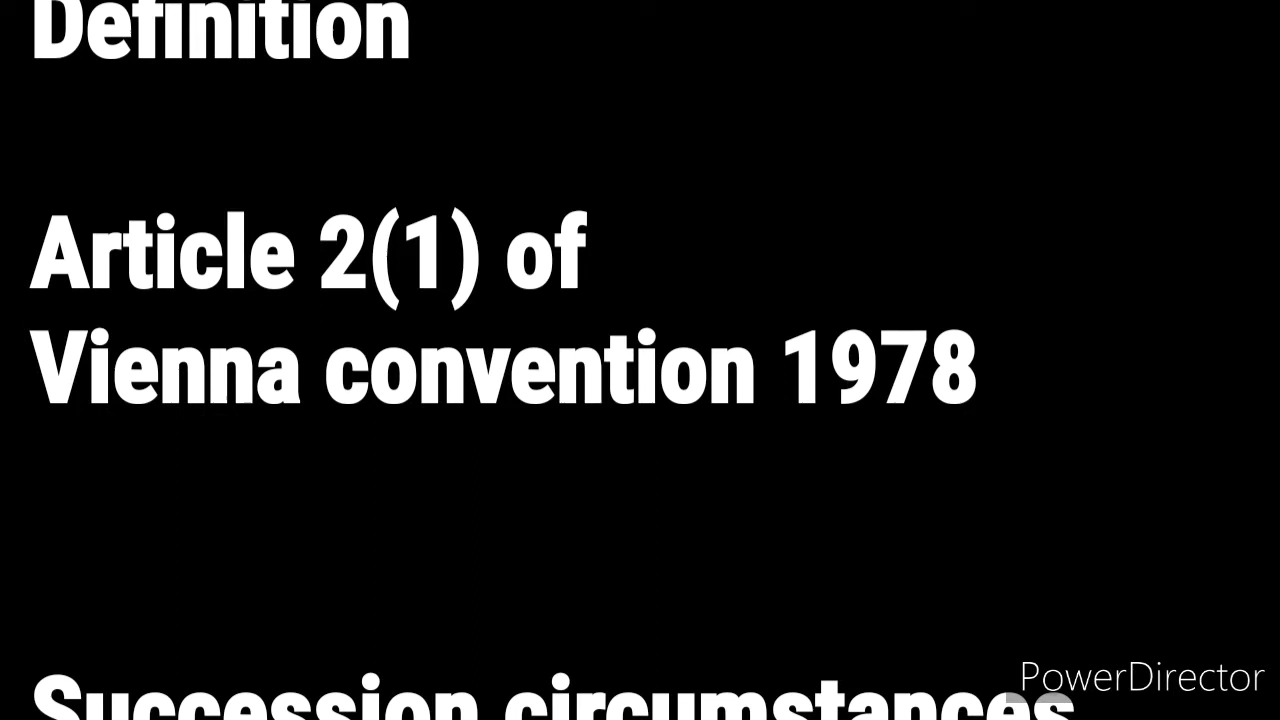 Definition
Article 2(1) of
Vienna convention 1978
Succession circumstances
PowerDirector